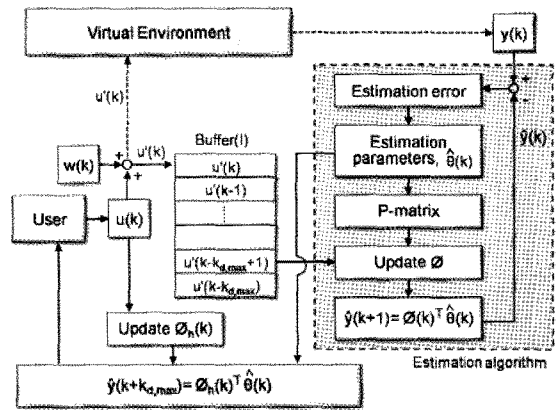 Virtual Environment
y(k)
u'(k)
+
-
Estimation error
ŷ(k)
Buffer(l)
w(k)
+
u'(k)
+
u'(k)
u'(k-1)
⋮
Estimation
parameters, θ̂(k)
User
u(k)
P-matrix
u'(k-k_d,max+1)
u'(k-k_d,max)
Update Ø
Update Ø_h(k)
ŷ(k+1)= Ø(k)^T θ̂(k)
Estimation algorithm
ŷ(k+k_d,max)= Ø_h(k)^T θ̂(k)